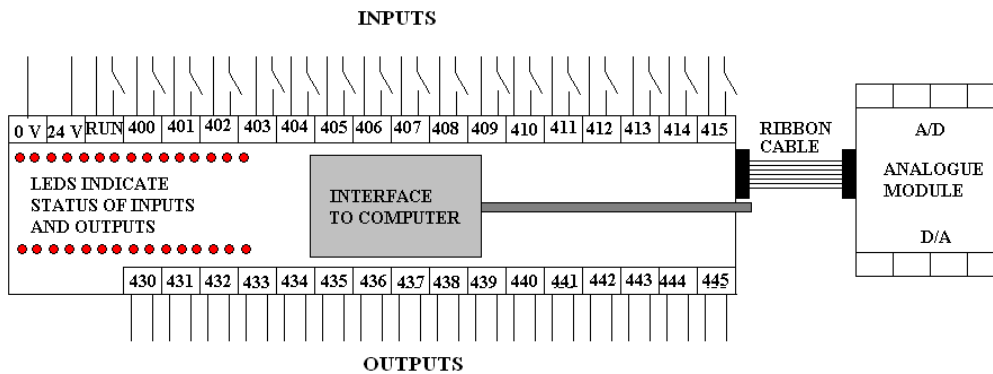 INPUTS
0 V 24 V RUN 400 401 402 403 404 405 406 407 408 409 410 411 412 413 414 415
LEDS INDICATE
STATUS OF INPUTS
AND OUTPUTS
INTERFACE
TO COMPUTER
RIBBON
CABLE
A/D
ANALOGUE
MODULE
D/A
430 431 432 433 434 435 436 437 438 439 440 441 442 443 444 445
OUTPUTS